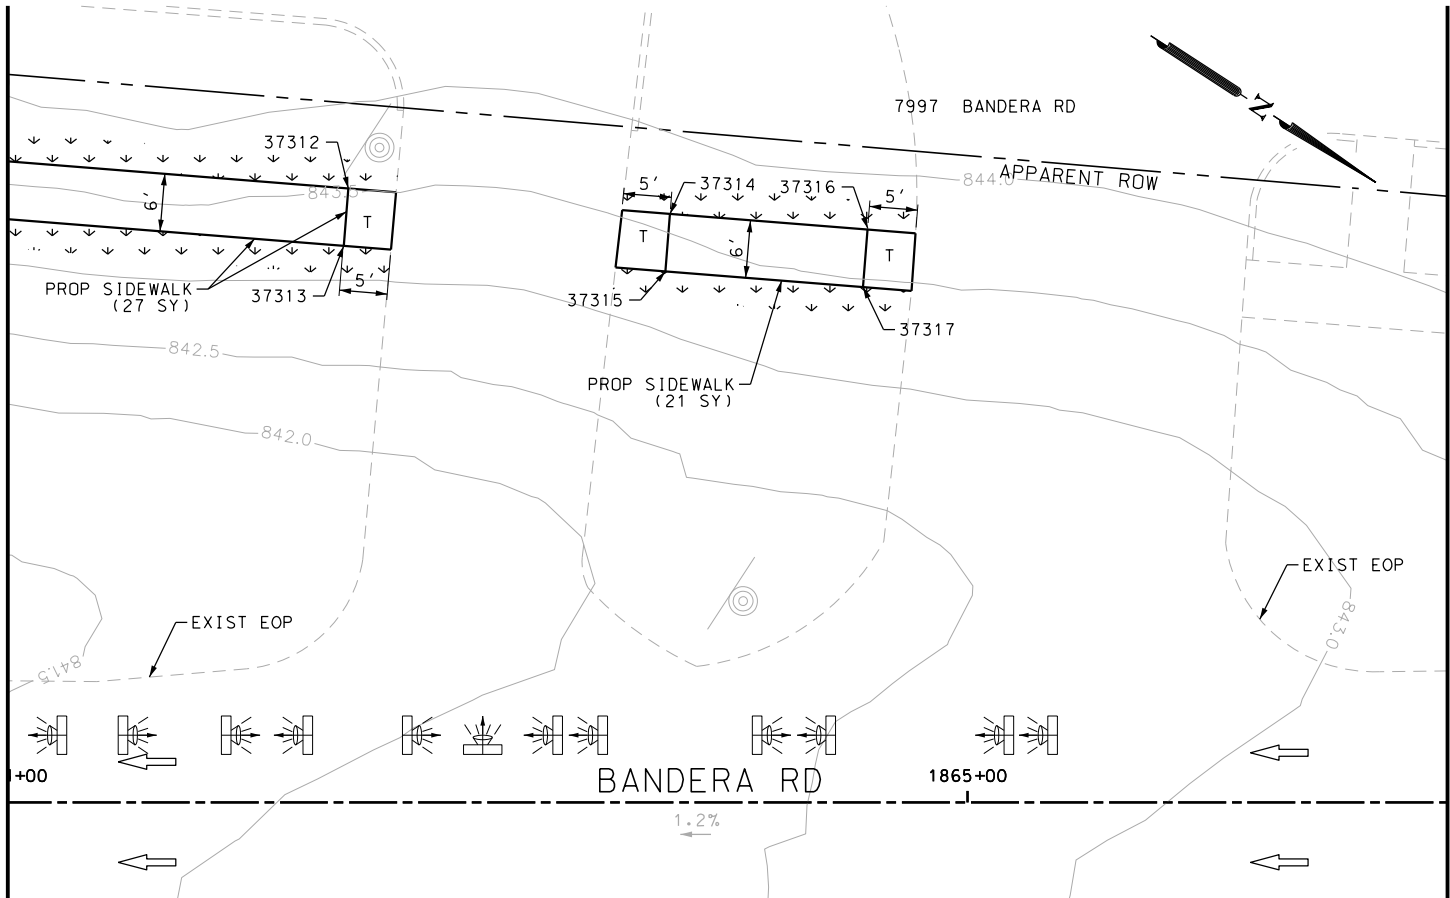 7997 BANDERA RD
N
37312
843.5
6'
T
PROP SIDEWALK
(27 SY)
37313
5'
5'
37314
37316
5'
844.0
APPARENT ROW
T
6'
T
37315
37317
PROP SIDEWALK
(21 SY)
842.5
842.0
EXIST EOP
EXIST EOP
843.0
841.5
+00
BANDERA RD
1865+00
1.2%